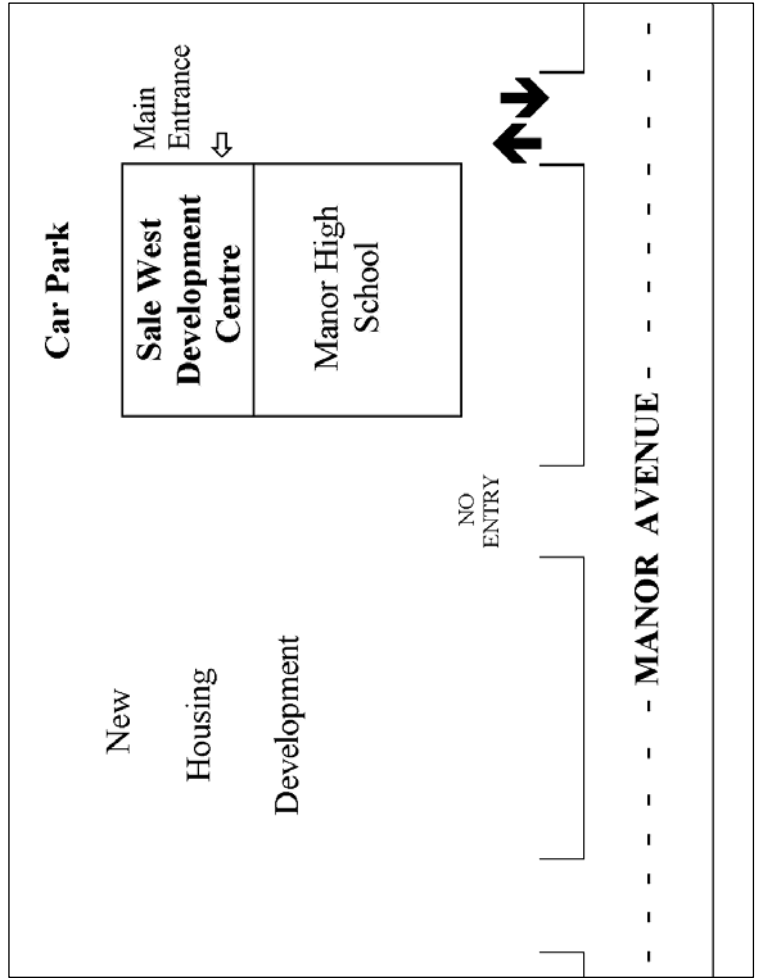 Car Park
Main
Entrance
Sale West
Development
Centre
Manor High
School
NO
ENTRY
New
Housing
Development
MANOR AVENUE